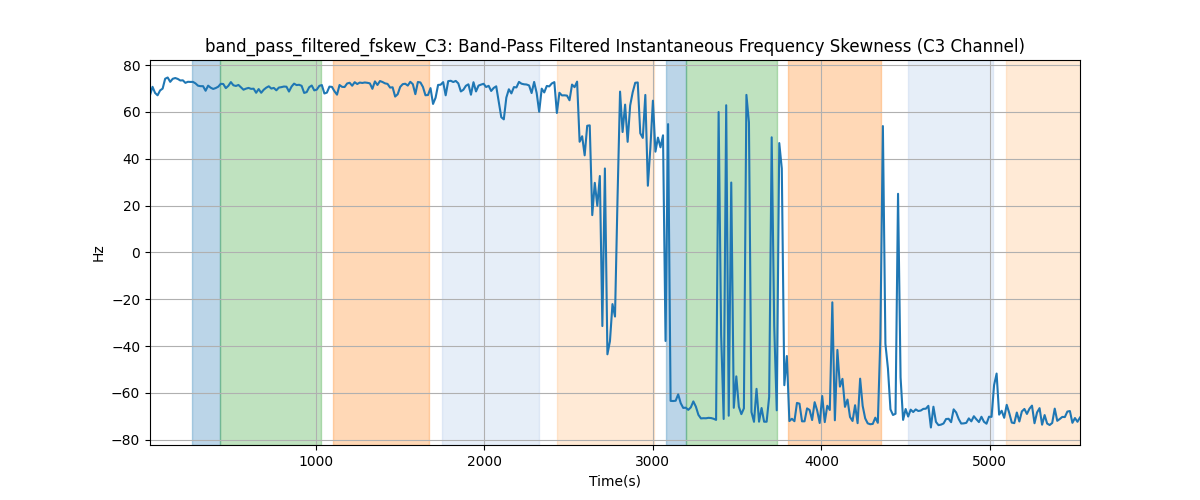 band_pass_filtered_fskew_C3: Band-Pass Filtered Instantaneous Frequency Skewness (C3 Channel)
80
60
40
20
0
−20
−40
−60
−80
Hz
1000 2000 3000 4000 5000
Time(s)